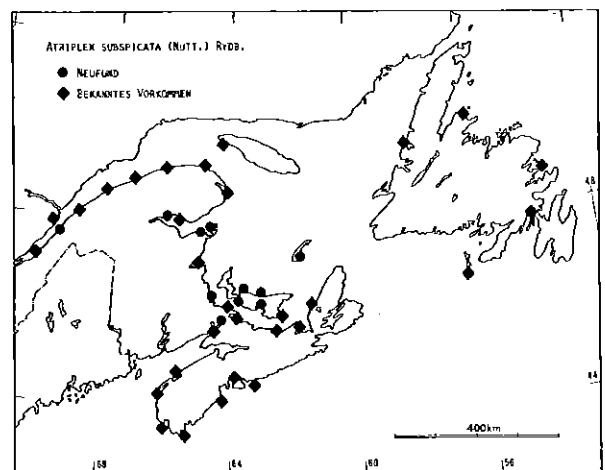 ATRIPLEX SUBSPICATA (NUTT.) RYDB.
NEUFUND
BEKANNTES VORKOMMEN
48
44
400km
68
64
60
56